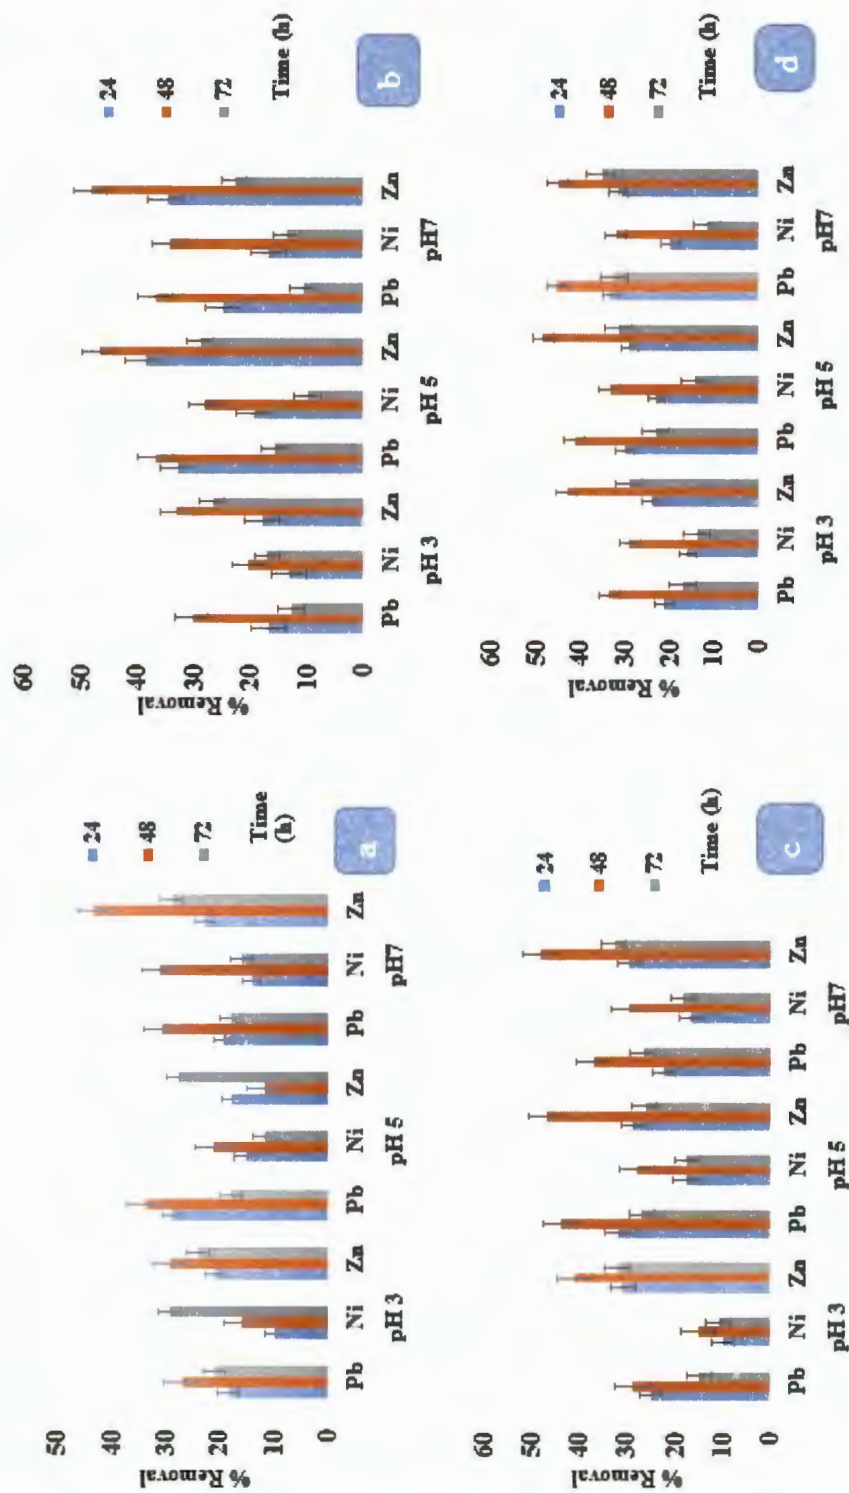 % Removal
50
40
30
20
10
0
Pb Ni Zn Pb Ni Zn Pb Ni Zn
pH 3 pH 5 pH7
24
48
72
Time
(h)
a
% Removal
60
50
40
30
20
10
0
Pb Ni Zn Pb Ni Zn Pb Ni Zn
pH 3 pH 5 pH7
24
48
72
Time (h)
b
% Removal
60
50
40
30
20
10
0
Pb Ni Zn Pb Ni Zn Pb Ni Zn
pH 3 pH 5 pH7
24
48
72
Time (h)
c
% Removal
60
50
40
30
20
10
0
Pb Ni Zn Pb Ni Zn Pb Ni Zn
pH 3 pH 5 pH7
24
48
72
Time (h)
d